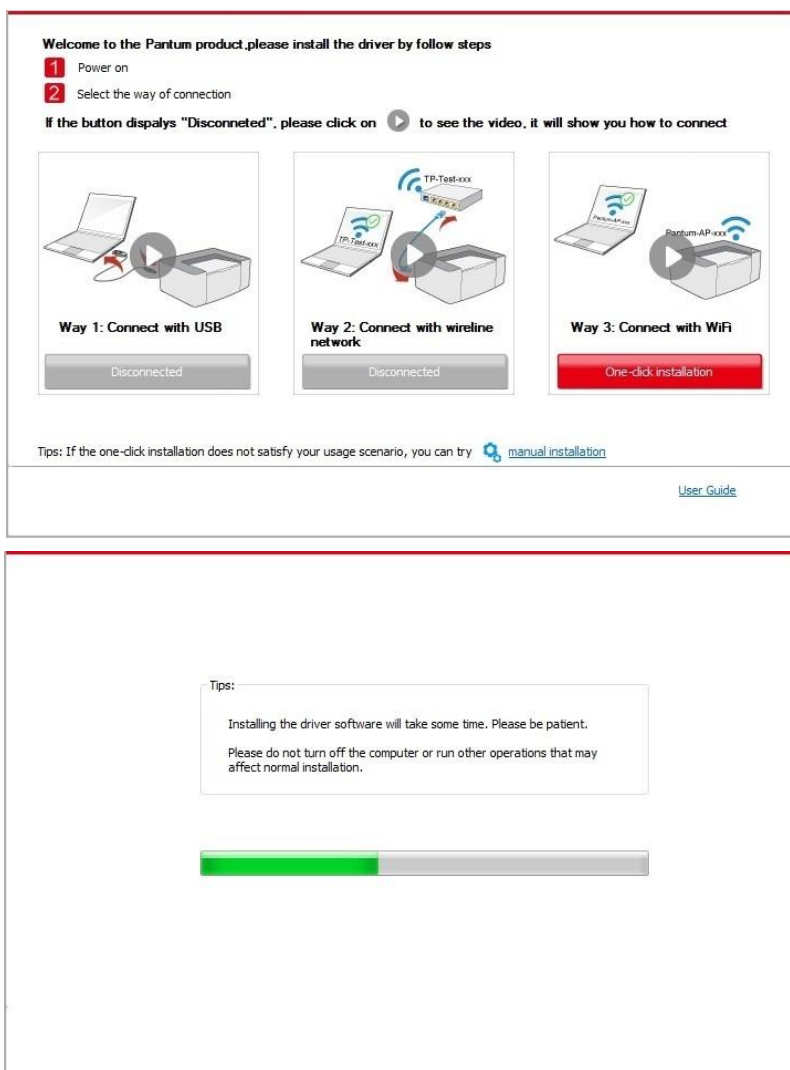 Welcome to the Pantum product,please install the driver by follow steps
1 Power on
2 Select the way of connection
If the button dispalys "Disconneted", please click on to see the video, it will show you how to connect
TP-Test-xxx
TP-Test-xxx
Pantum-AP-xxx
Pantum-AP-xxx
Way 1: Connect with USB
Disconnected
Way 2: Connect with wireline
network
Disconnected
Way 3: Connect with WiFi
One-click installation
Tips: If the one-click installation does not satisfy your usage scenario, you can try manual installation
User Guide
Tips:
Installing the driver software will take some time. Please be patient.
Please do not turn off the computer or run other operations that may
affect normal installation.